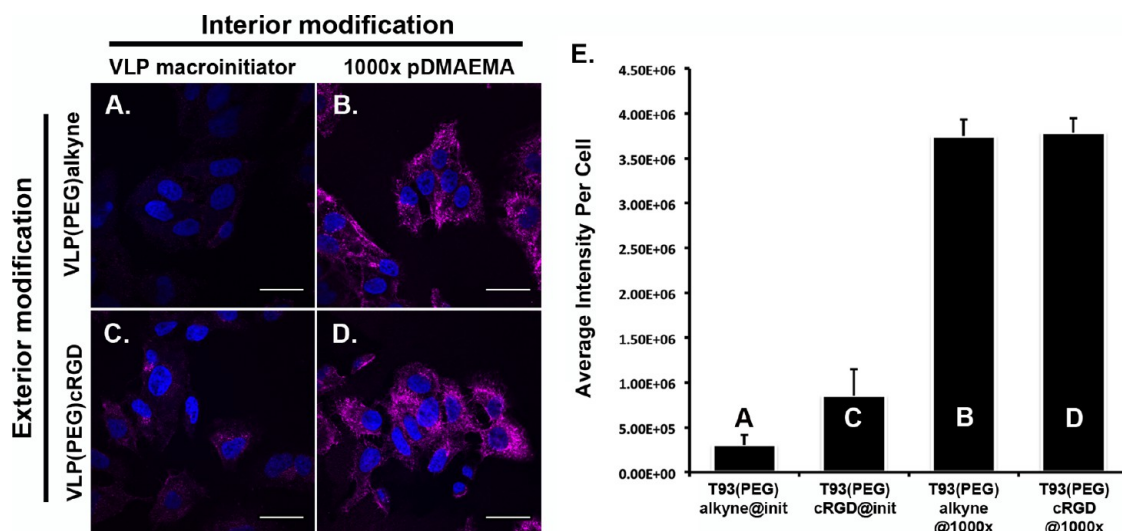 Interior modification
VLP macroinitiator
1000x pDMAEMA
Exterior modification
VLP(PEG)alkyne
VLP(PEG)cRGD
A.
B.
C.
D.
E.
Average Intensity Per Cell
4.50E+06
4.00E+06
3.50E+06
3.00E+06
2.50E+06
2.00E+06
1.50E+06
1.00E+06
5.00E+05
0.00E+00
A
C
B
D
T93(PEG)
alkyne@init
T93(PEG)
cRGD@init
T93(PEG)
alkyne
@1000x
T93(PEG)
cRGD
@1000x